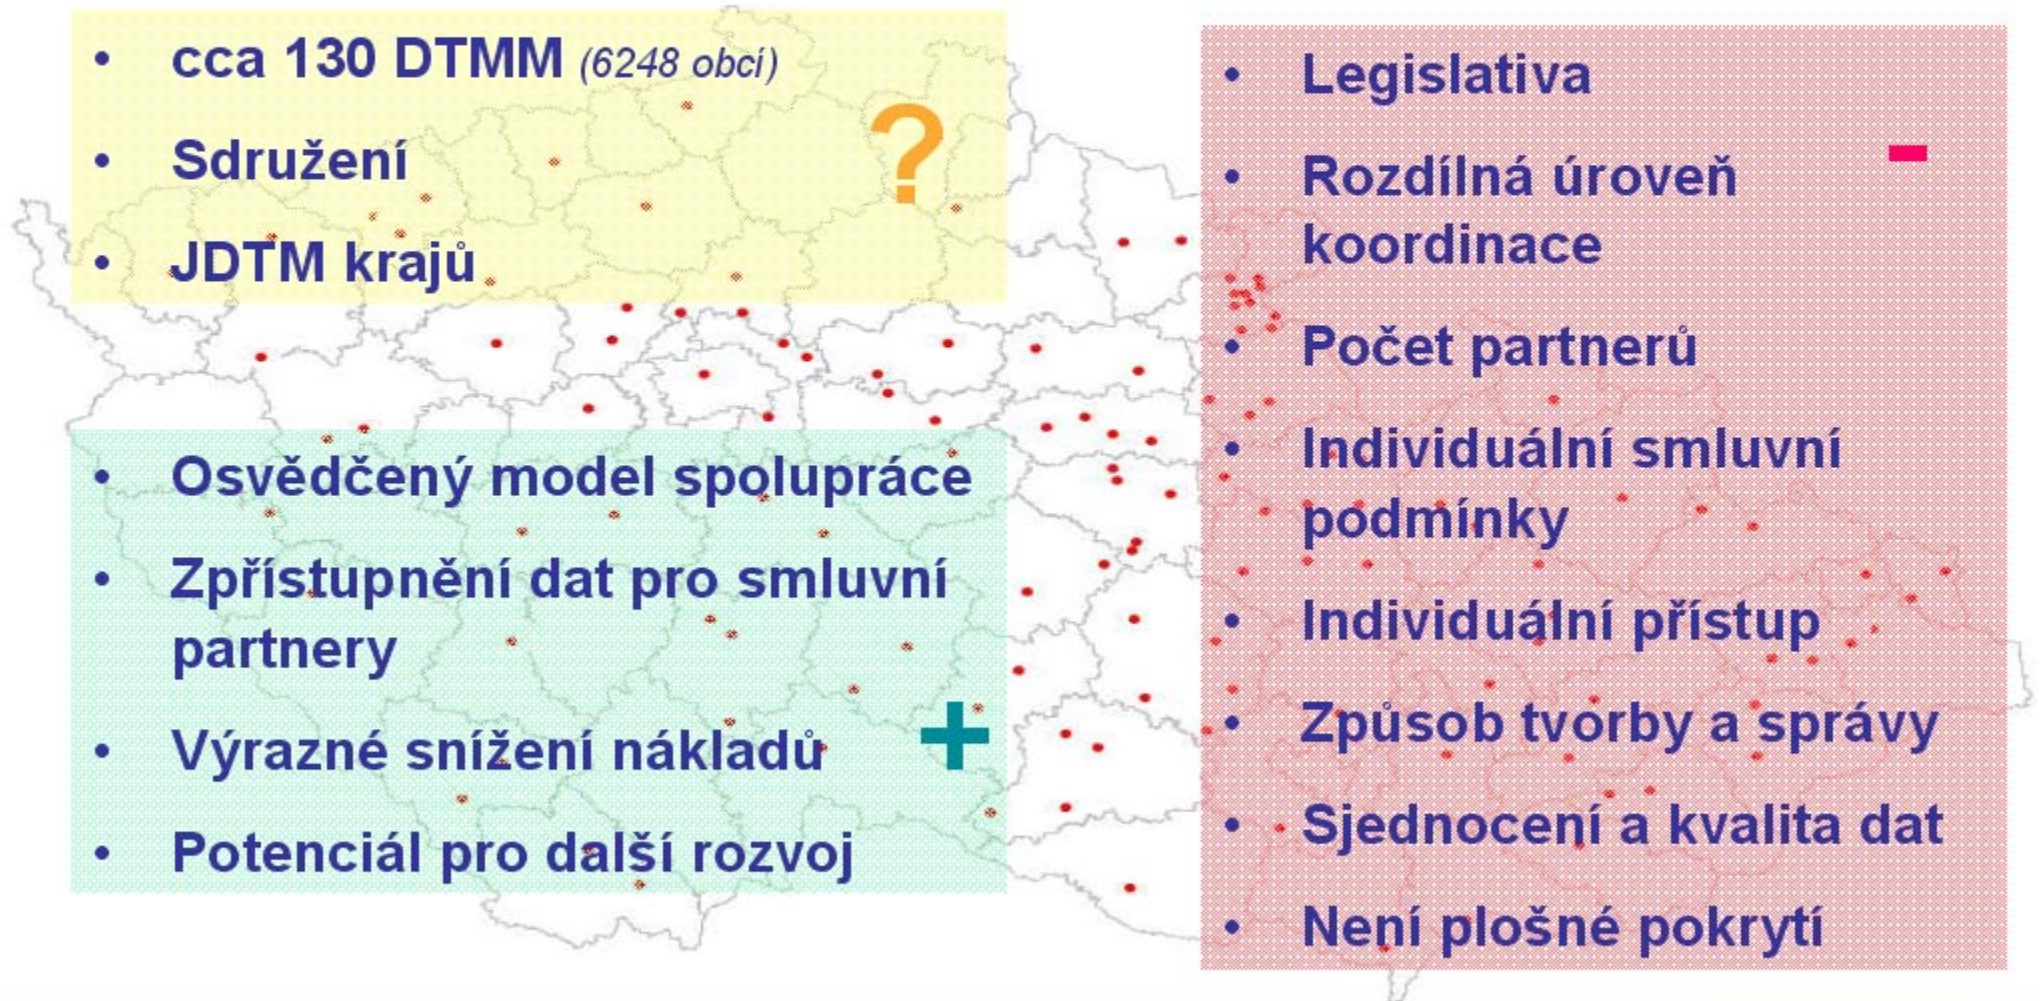 • cca 130 DTMM (6248 obcí)
• Sdružení
• JDTM krajů
?
• Osvědčený model spolupráce
• Zpřístupnění dat pro smluvní
partnery
• Výrazné snížení nákladů
• Potenciál pro další rozvoj
+
• Legislativa
-
• Rozdílná úroveň
koordinace
• Počet partnerů
• Individuální smluvní
podmínky
• Individuální přístup
• Způsob tvorby a správy
• Sjednocení a kvalita dat
• Není plošné pokrytí